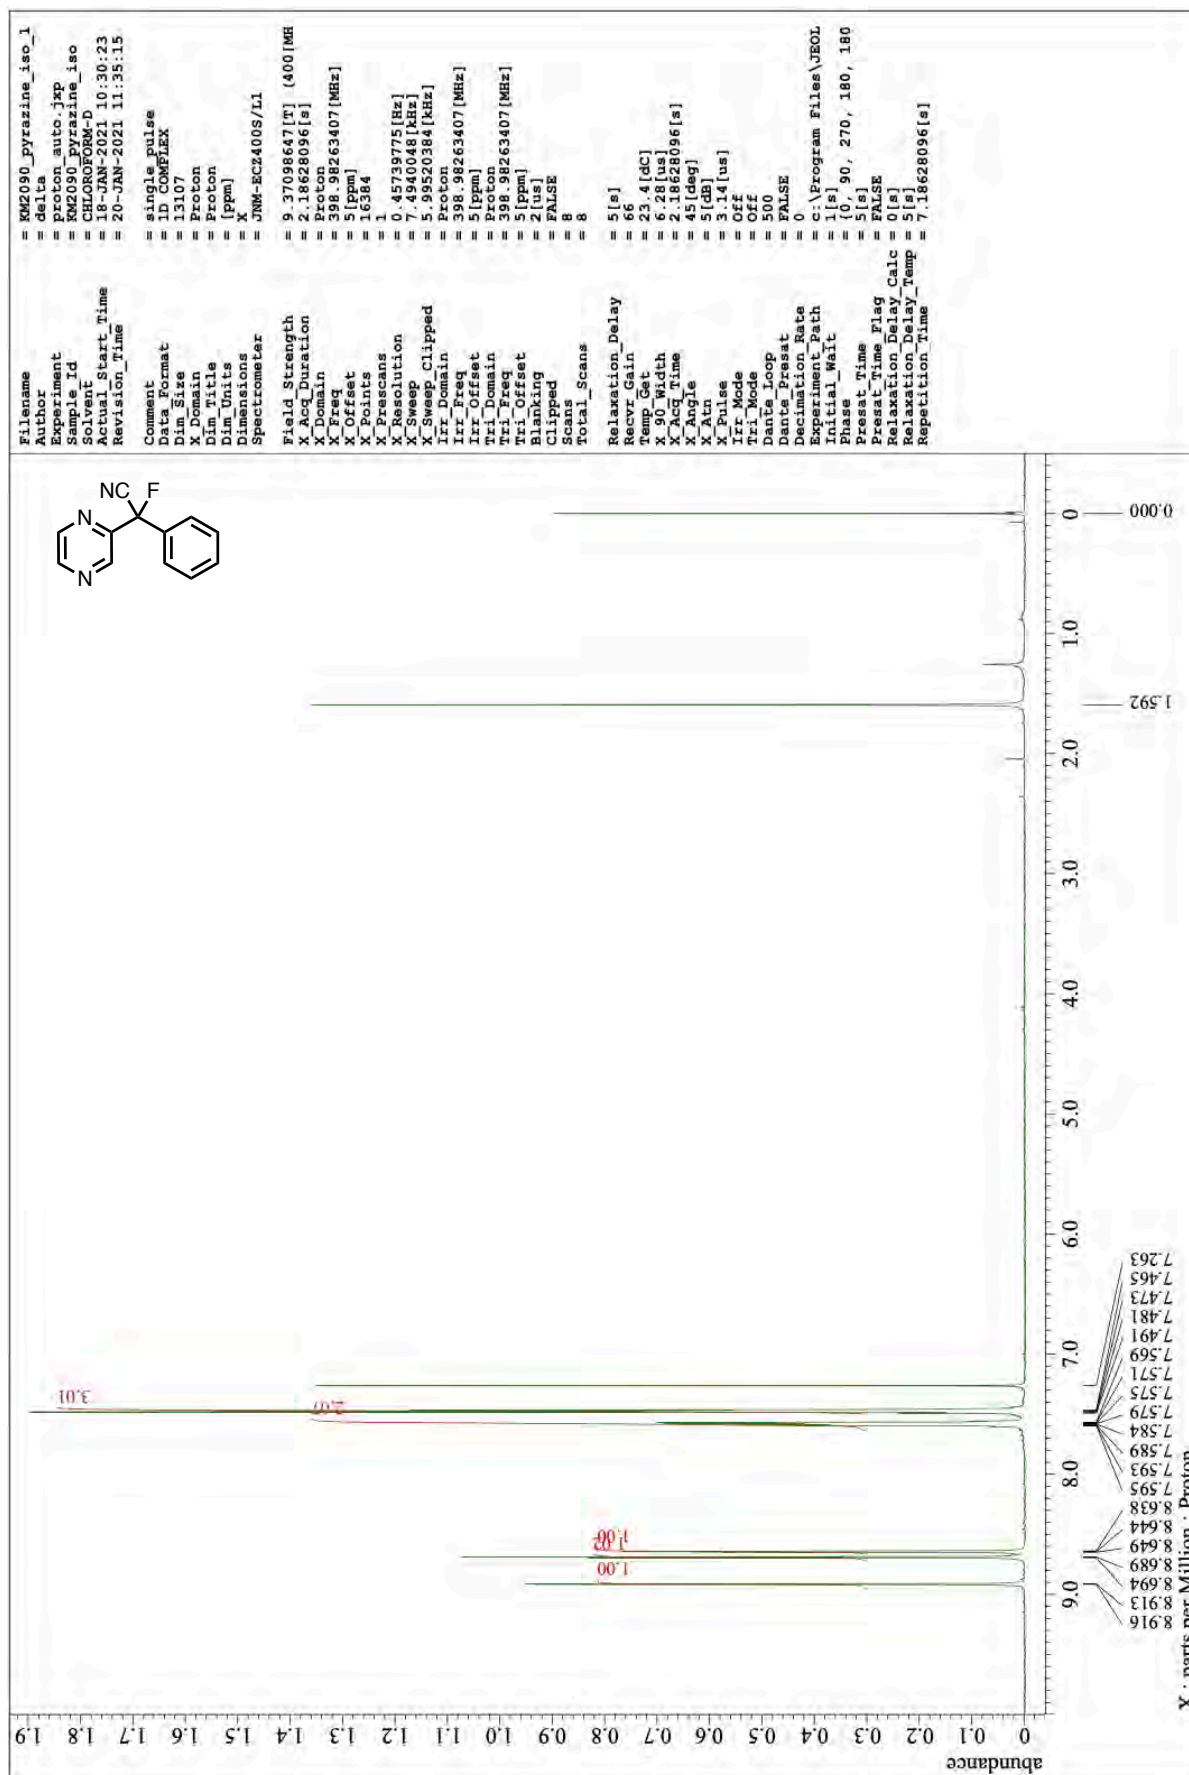 Filename = KM2090_pyrazine_iso_1
Author = delta
Experiment = proton_auto.jxp
Sample_Id = KM2090_pyrazine_iso
Solvent = CHLOROFORM-D
Actual_Start_Time = 18-JAN-2021 10:30:23
Revision_Time = 20-JAN-2021 11:35:15
Comment = single_pulse
Data_Format = 1D COMPLEX
Dim_Size = 13107
X_Domain = Proton
Dim_Title = Proton
Dim_Units = [ppm]
Dimensions = X
Spectrometer = JNM-ECZ400S/L1
Field_Strength = 9.37098647[T] (400[MH
X_Acq_Duration = 2.18628096[s]
X_Domain = Proton
X_Freq = 398.98263407[MHz]
X_Offset = 5[ppm]
X_Points = 16384
X_Prescans = 1
X_Resolution = 0.45739775[Hz]
X_Sweep = 7.4940048[kHz]
X_Sweep_Clipped = 5.99520384[kHz]
Irr_Domain = Proton
Irr_Freq = 398.98263407[MHz]
Irr_Offset = 5[ppm]
Tri_Domain = Proton
Tri_Freq = 398.98263407[MHz]
Tri_Offset = 5[ppm]
Blanking = 2[us]
Clipped = FALSE
Scans = 8
Total_Scans = 8
Relaxation_Delay = 5[s]
Recvr_Gain = 66
Temp_Get = 23.4[dC]
X_90_Width = 6.28[us]
X_Acq_Time = 2.18628096[s]
X_Angle = 45[deg]
X_Atn = 5[dB]
X_Pulse = 3.14[us]
Irr_Mode = Off
Tri_Mode = Off
Dante_Loop = 500
Dante_Presat = FALSE
Decimation_Rate = 0
Experiment_Path = c:\Program Files\JEOL
Initial_Wait = 1[s]
Phase = {0, 90, 270, 180, 180
Presat_Time = 5[s]
Presat_Time_Flag = FALSE
Relaxation_Delay_Calc = 0[s]
Relaxation_Delay_Temp = 5[s]
Repetition_Time = 7.18628096[s]
NC F
N
N
abundance
0 0.1 0.2 0.3 0.4 0.5 0.6 0.7 0.8 0.9 1.0 1.1 1.2 1.3 1.4 1.5 1.6 1.7 1.8 1.9
1.00
1.02
1.00
2.07
3.01
9.0 8.0 7.0 6.0 5.0 4.0 3.0 2.0 1.0 0
8.916
8.913
8.694
8.689
8.649
8.644
8.638
7.595
7.593
7.589
7.584
7.579
7.575
7.571
7.569
7.491
7.481
7.473
7.465
7.263
1.592
0.000
X : parts per Million : Proton